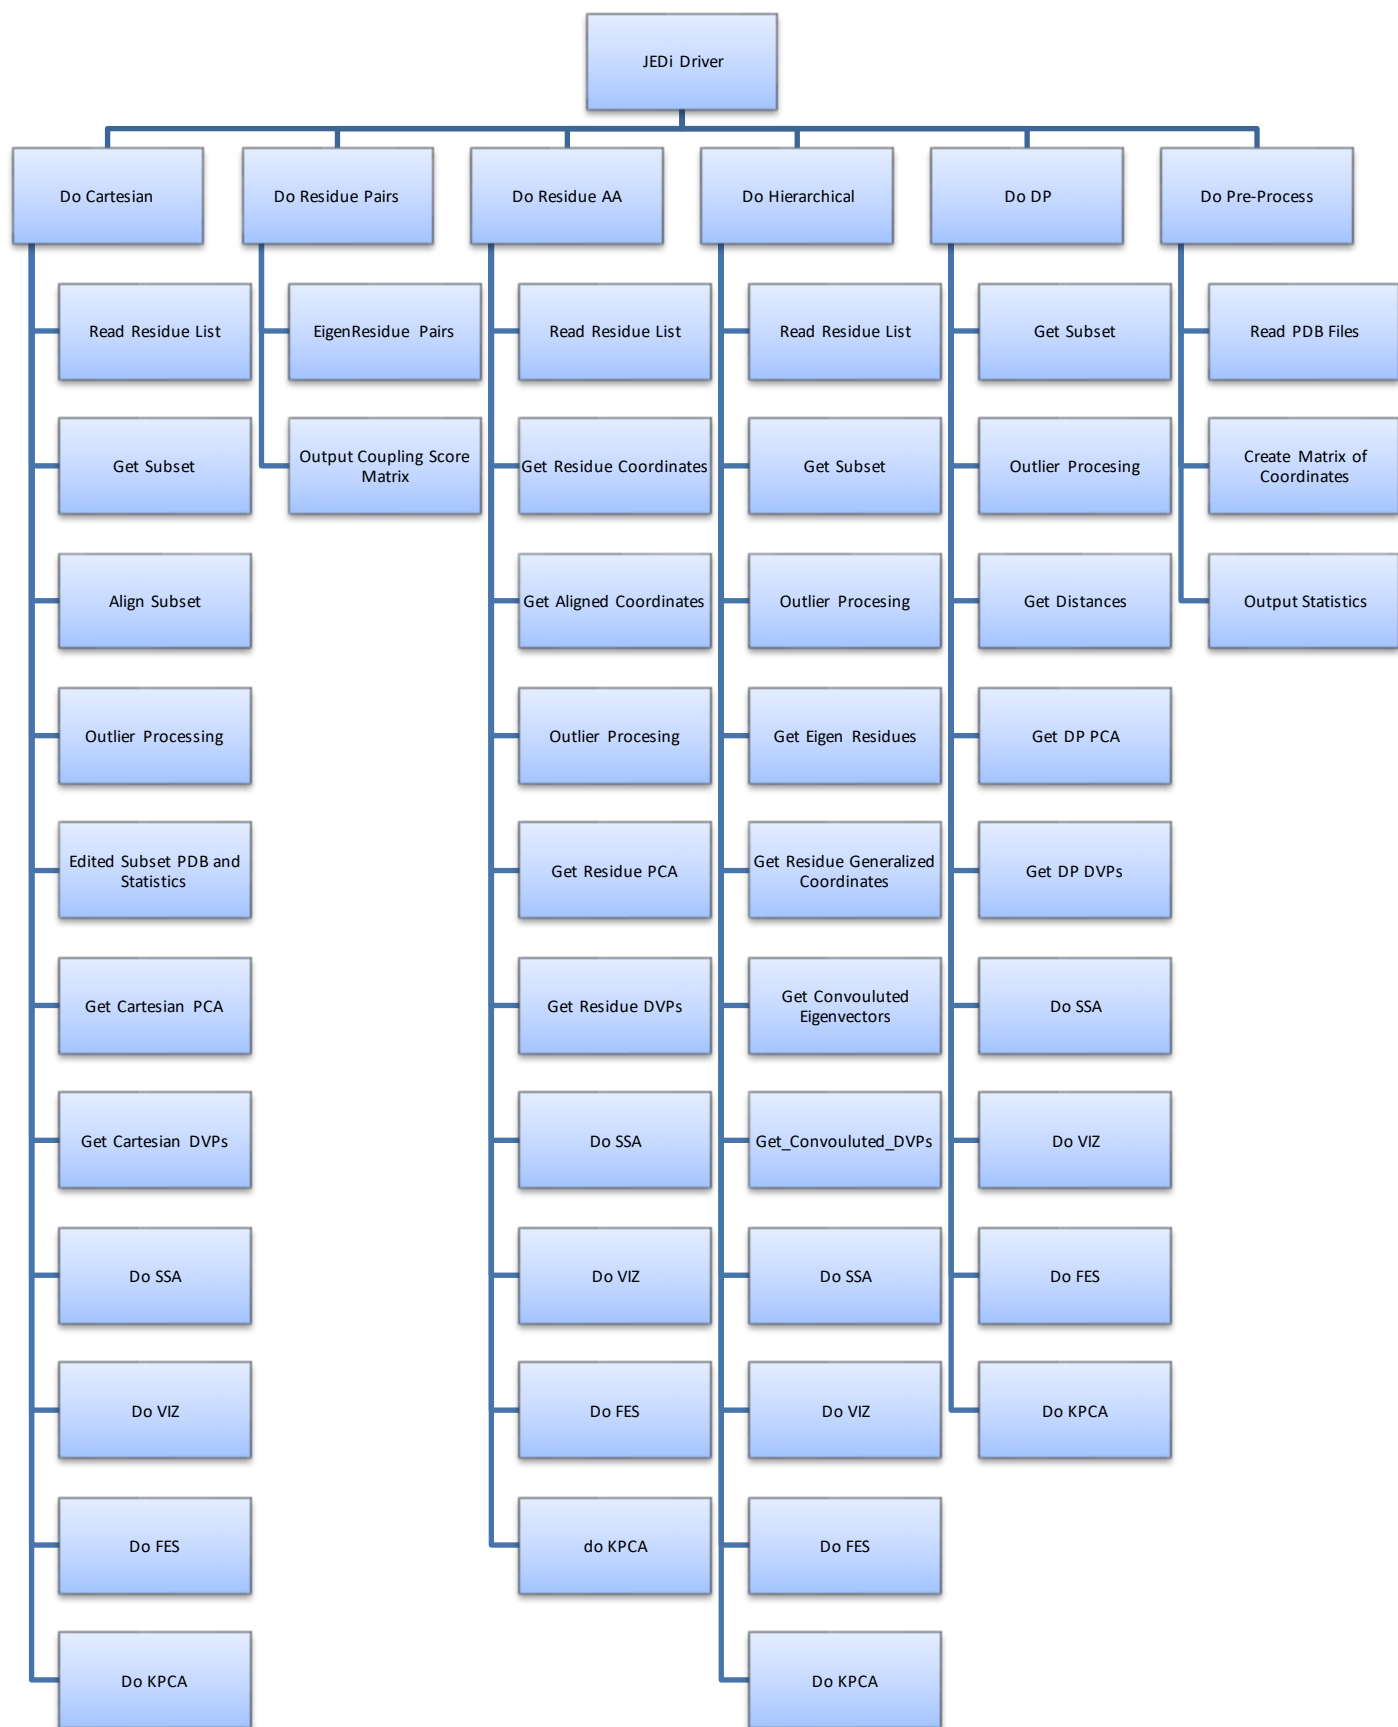 JEDi Driver
Do Cartesian
Do Residue Pairs
Do Residue AA
Do Hierarchical
Do DP
Do Pre-Process
Read Residue List
Get Subset
Align Subset
Outlier Processing
Edited Subset PDB and
Statistics
Get Cartesian PCA
Get Cartesian DVPs
Do SSA
Do VIZ
Do FES
Do KPCA
EigenResidue Pairs
Output Coupling Score
Matrix
Read Residue List
Get Residue Coordinates
Get Aligned Coordinates
Outlier Procesing
Get Residue PCA
Get Residue DVPs
Do SSA
Do VIZ
Do FES
do KPCA
Read Residue List
Get Subset
Outlier Procesing
Get Eigen Residues
Get Residue Generalized
Coordinates
Get Convouluted
Eigenvectors
Get_Convouluted_DVPs
Do SSA
Do VIZ
Do FES
Do KPCA
Get Subset
Outlier Procesing
Get Distances
Get DP PCA
Get DP DVPs
Do SSA
Do VIZ
Do FES
Do KPCA
Read PDB Files
Create Matrix of
Coordinates
Output Statistics